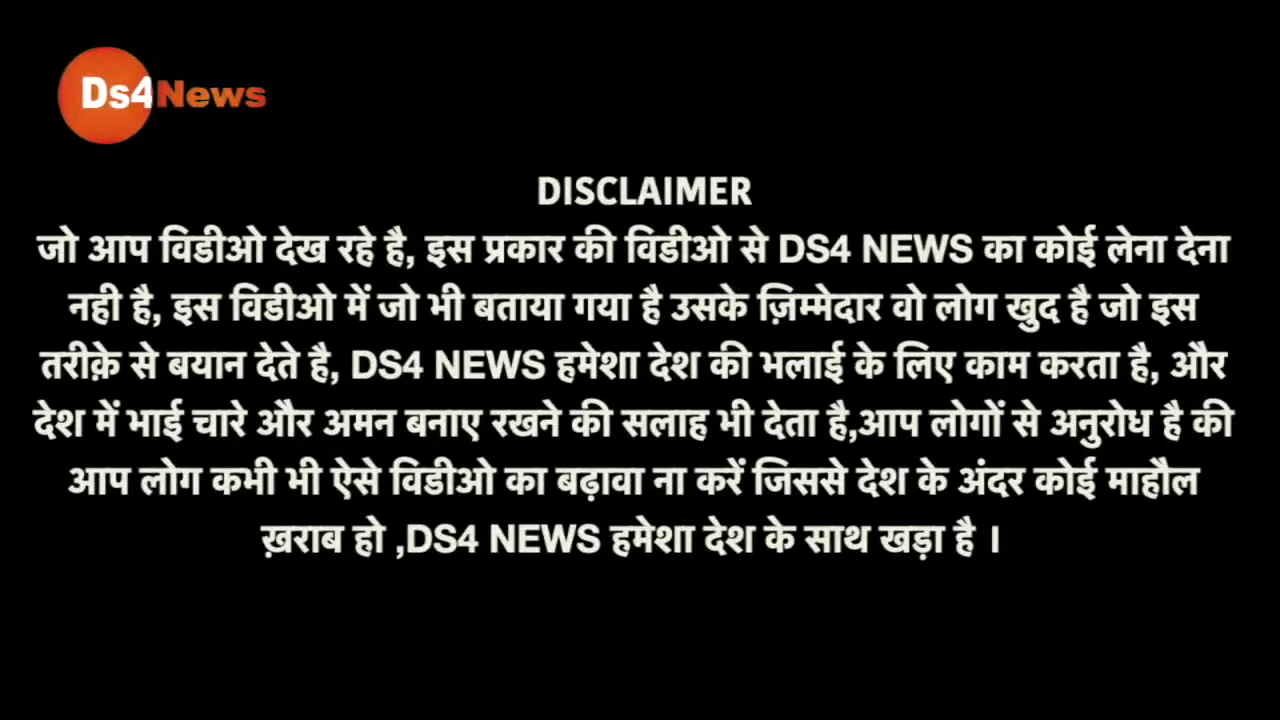 Ds4News
DISCLAIMER
जो आप विडीओ देख रहे है, इस प्रकार की विडीओ से DS4 NEWS का कोई लेना देना
नही है, इस विडीओ में जो भी बताया गया है उसके ज़िम्मेदार वो लोग खुद है जो इस
तरीक़े से बयान देते है, DS4 NEWS हमेशा देश की भलाई के लिए काम करता है, और
देश में भाई चारे और अमन बनाए रखने की सलाह भी देता है,आप लोगों से अनुरोध है की
आप लोग कभी भी ऐसे विडीओ का बढ़ावा ना करें जिससे देश के अंदर कोई माहौल
ख़राब हो ,DS4 NEWS हमेशा देश के साथ खड़ा है ।